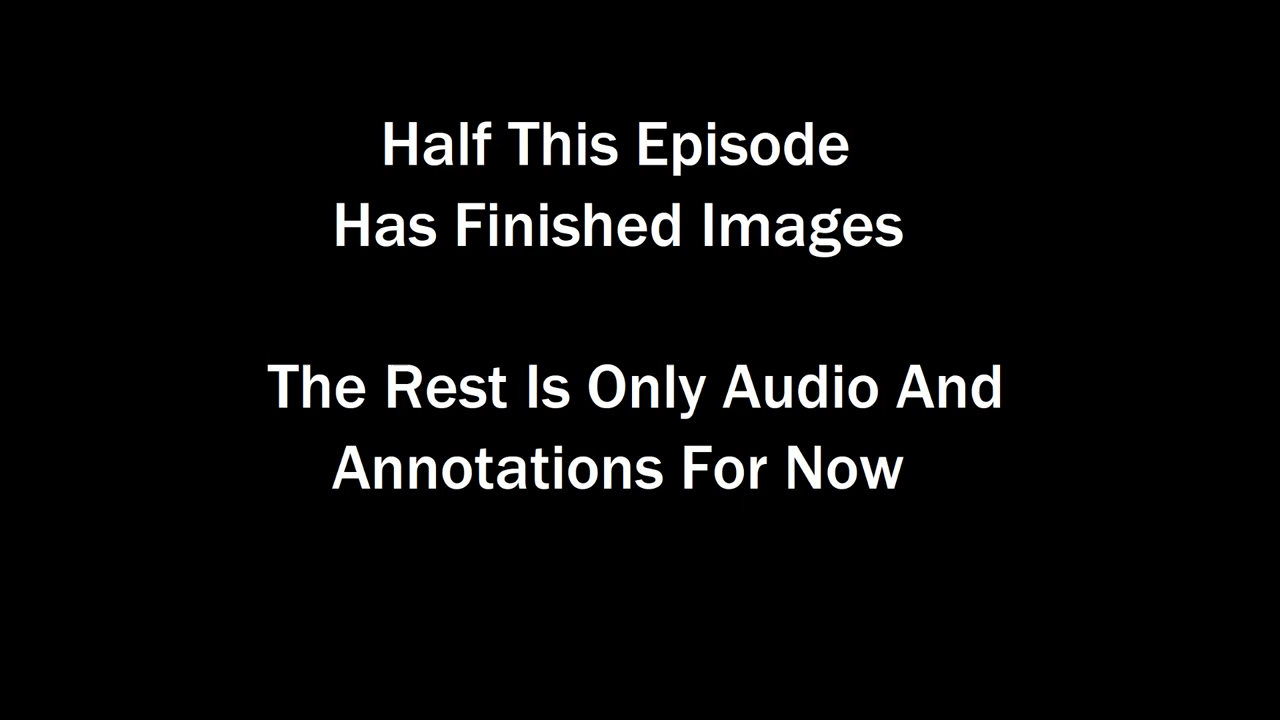 Half This Episode
Has Finished Images
The Rest Is Only Audio And
Annotations For Now